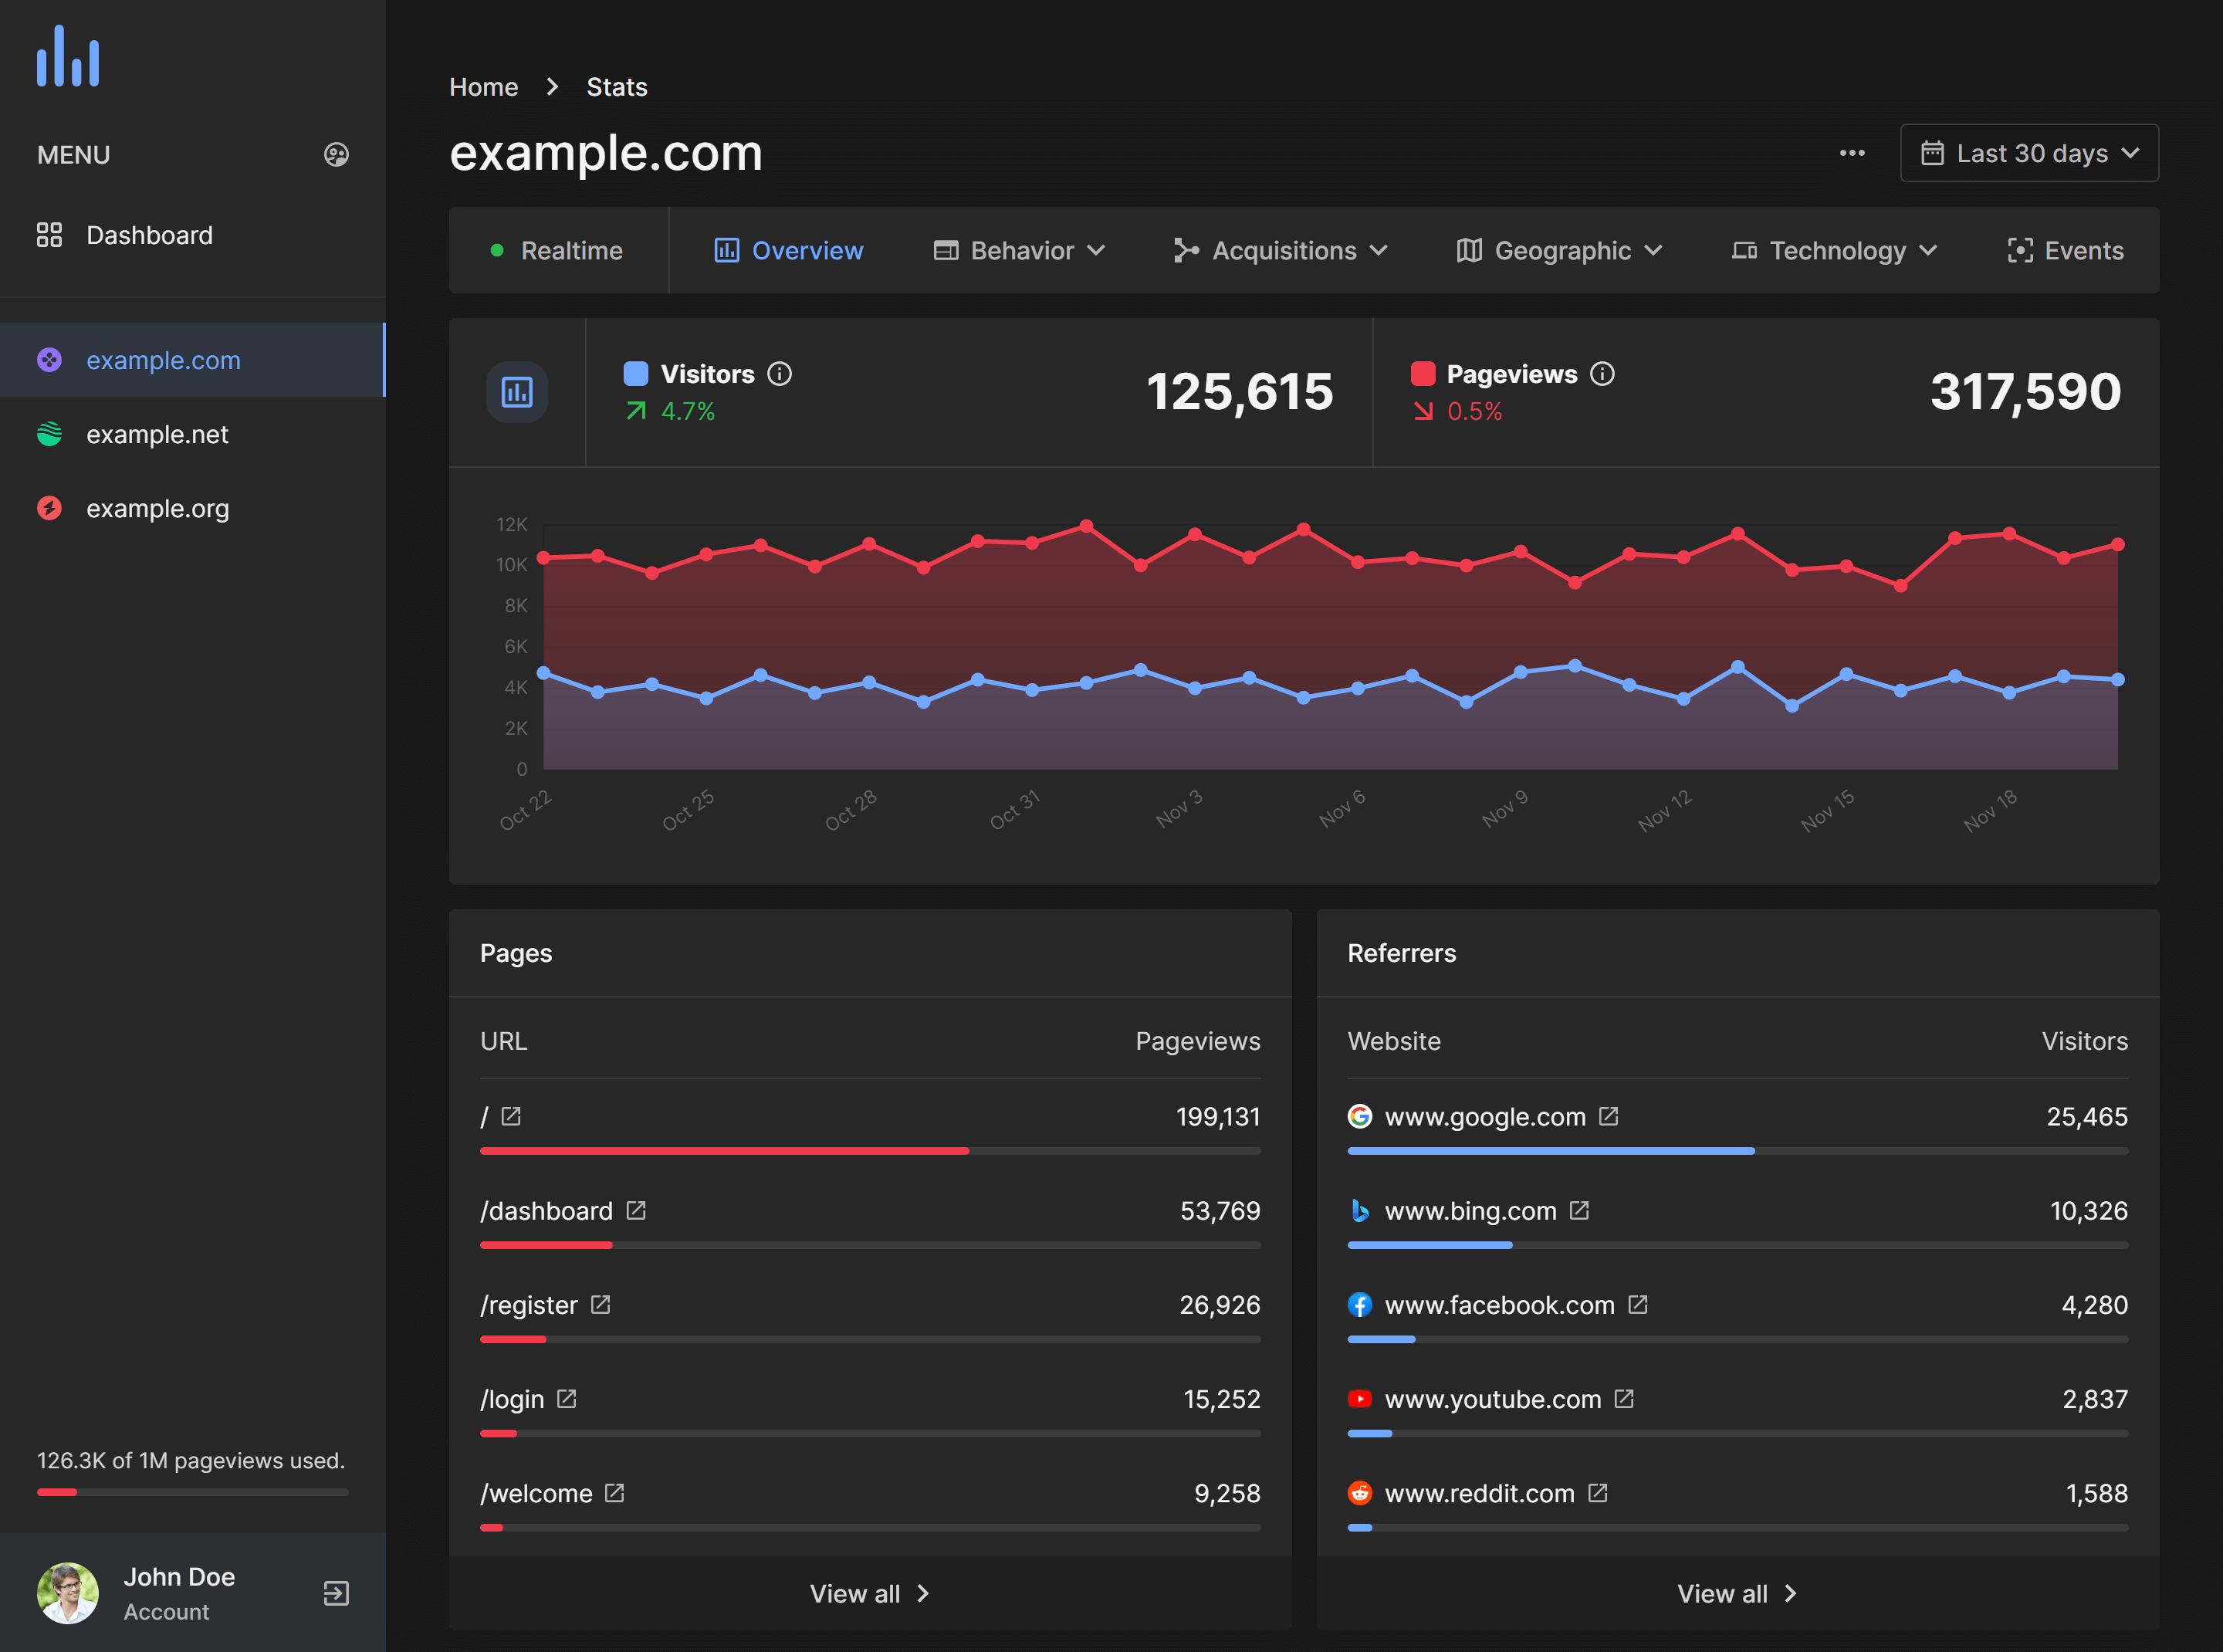 MENU
Dashboard
example.com
example.net
example.org
126.3K of 1M pageviews used.
John Doe
Account
Home
Stats
example.com
Last 30 days
Realtime
Overview
Behavior
Acquisitions
Geographic
Technology
Events
Visitors
4.7%
125,615
Pageviews
0.5%
317,590
12K
10K
8K
6K
4K
2K
0
Oct 22
Oct 25
Oct 28
Oct 31
Nov 3
Nov 6
Nov 9
Nov 12
Nov 15
Nov 18
Pages
URL Pageviews
/ 199,131
/dashboard 53,769
/register 26,926
/login 15,252
/welcome 9,258
View all
Referrers
Website Visitors
www.google.com 25,465
www.bing.com 10,326
www.facebook.com 4,280
www.youtube.com 2,837
www.reddit.com 1,588
View all